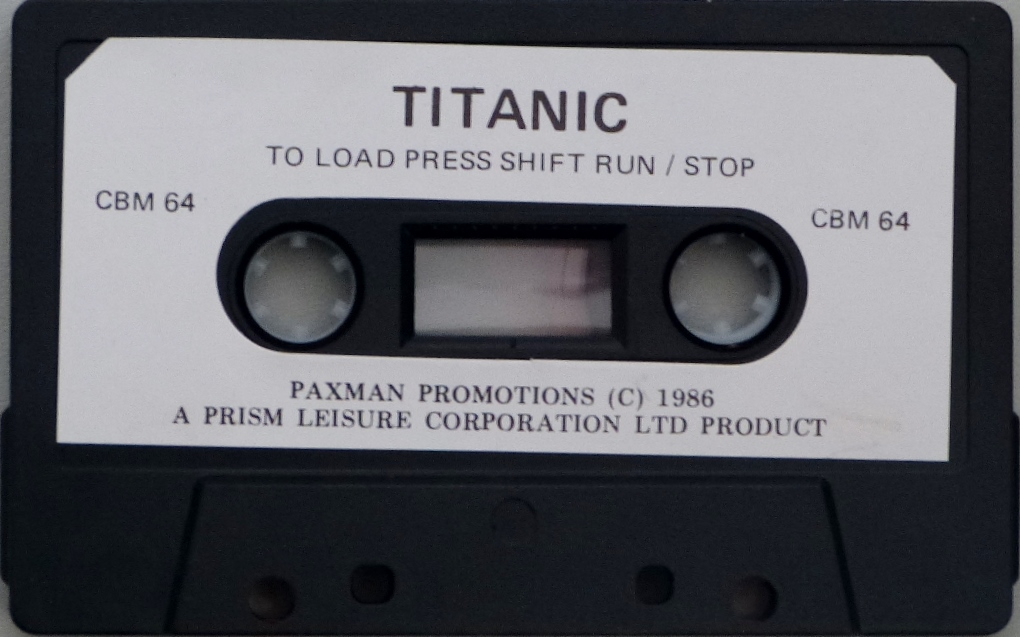 TITANIC
TO LOAD PRESS SHIFT RUN / STOP
CBM 64
CBM 64
PAXMAN PROMOTIONS (C) 1986
A PRISM LEISURE CORPORATION LTD PRODUCT